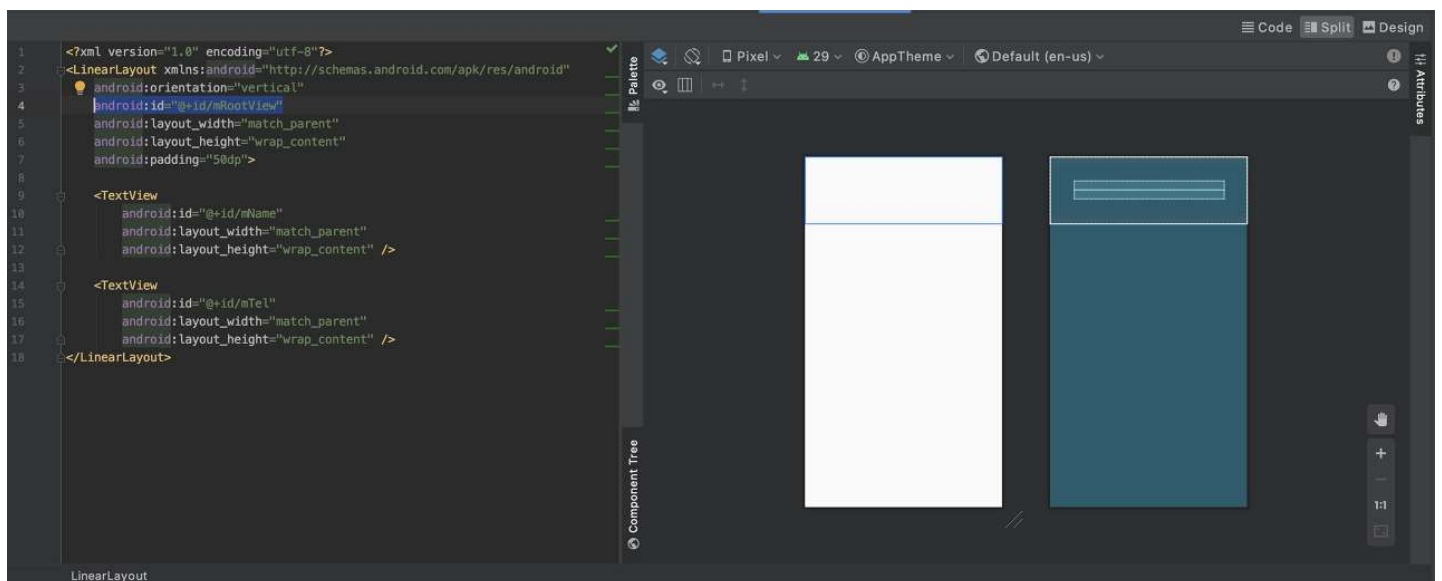 Code Split Design
1 <?xml version="1.0" encoding="utf-8"?>
2 <LinearLayout xmlns:android="http://schemas.android.com/apk/res/android"
3 android:orientation="vertical"
4 android:id="@+id/mRootView"
5 android:layout_width="match_parent"
6 android:layout_height="wrap_content"
7 android:padding="50dp">
8
9 <TextView
10 android:id="@+id/mName"
11 android:layout_width="match_parent"
12 android:layout_height="wrap_content" />
13
14 <TextView
15 android:id="@+id/mTel"
16 android:layout_width="match_parent"
17 android:layout_height="wrap_content" />
18 </LinearLayout>
LinearLayout
Palette
Component Tree
Pixel 29 AppTheme Default (en-us)
Attributes
1:1